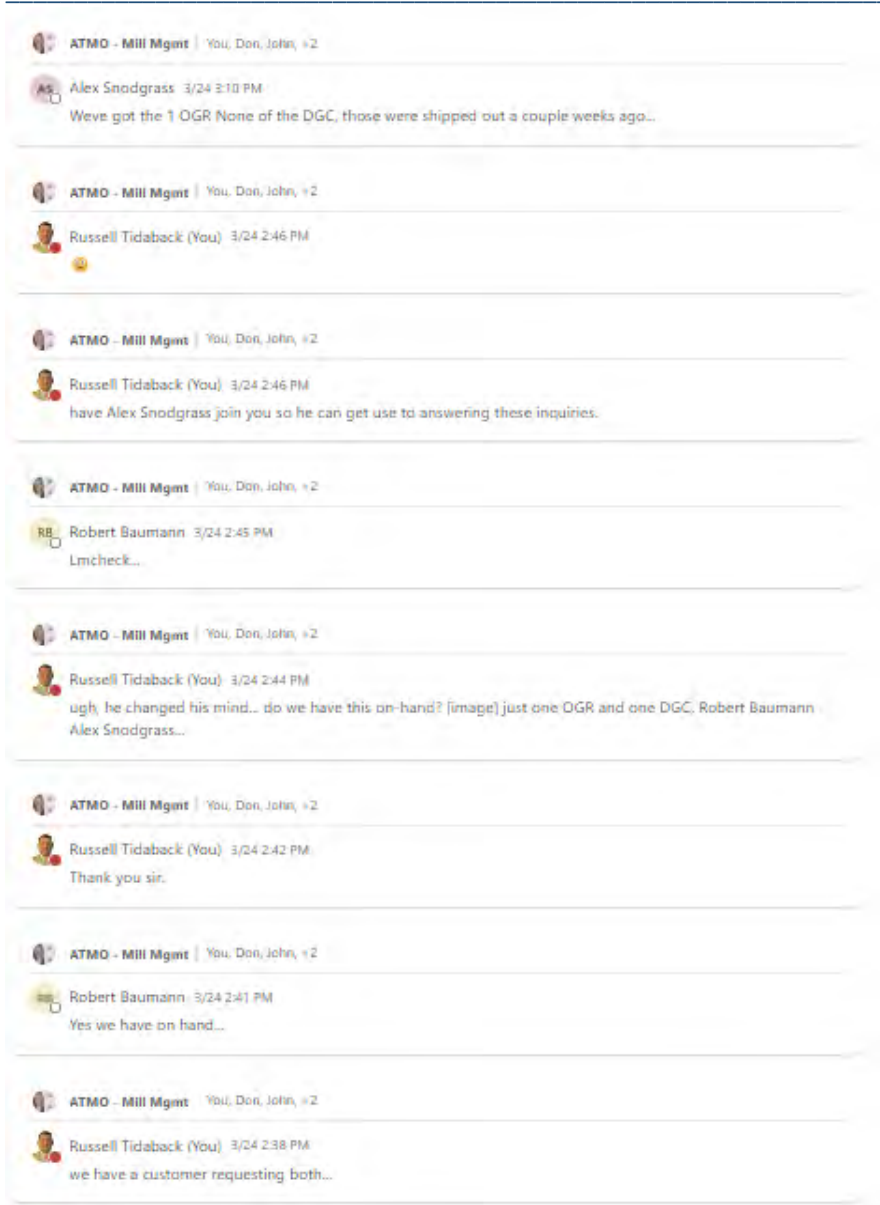 ATMO - Mill Mgmt | You, Don, John, +2
AS Alex Snodgrass 3/24 3:10 PM
Weve got the 1 OGR None of the DGC, those were shipped out a couple weeks ago...
ATMO - Mill Mgmt | You, Don, John, +2
Russell Tidaback (You) 3/24 2:46 PM
ATMO - Mill Mgmt | You, Don, John, +2
Russell Tidaback (You) 3/24 2:46 PM
have Alex Snodgrass join you so he can get use to answering these inquiries.
ATMO - Mill Mgmt | You, Don, John, +2
RB Robert Baumann 3/24 2:45 PM
Lmcheck...
ATMO - Mill Mgmt | You, Don, John, +2
Russell Tidaback (You) 3/24 2:44 PM
ugh, he changed his mind... do we have this on-hand? [image] just one OGR and one DGC, Robert Baumann
Alex Snodgrass...
ATMO - Mill Mgmt | You, Don, John, +2
Russell Tidaback (You) 3/24 2:42 PM
Thank you sir.
ATMO - Mill Mgmt | You, Don, John, +2
Robert Baumann 3/24 2:41 PM
Yes we have on hand...
ATMO - Mill Mgmt You, Don, John, +2
Russell Tidaback (You) 3/24 2:38 PM
we have a customer requesting both...